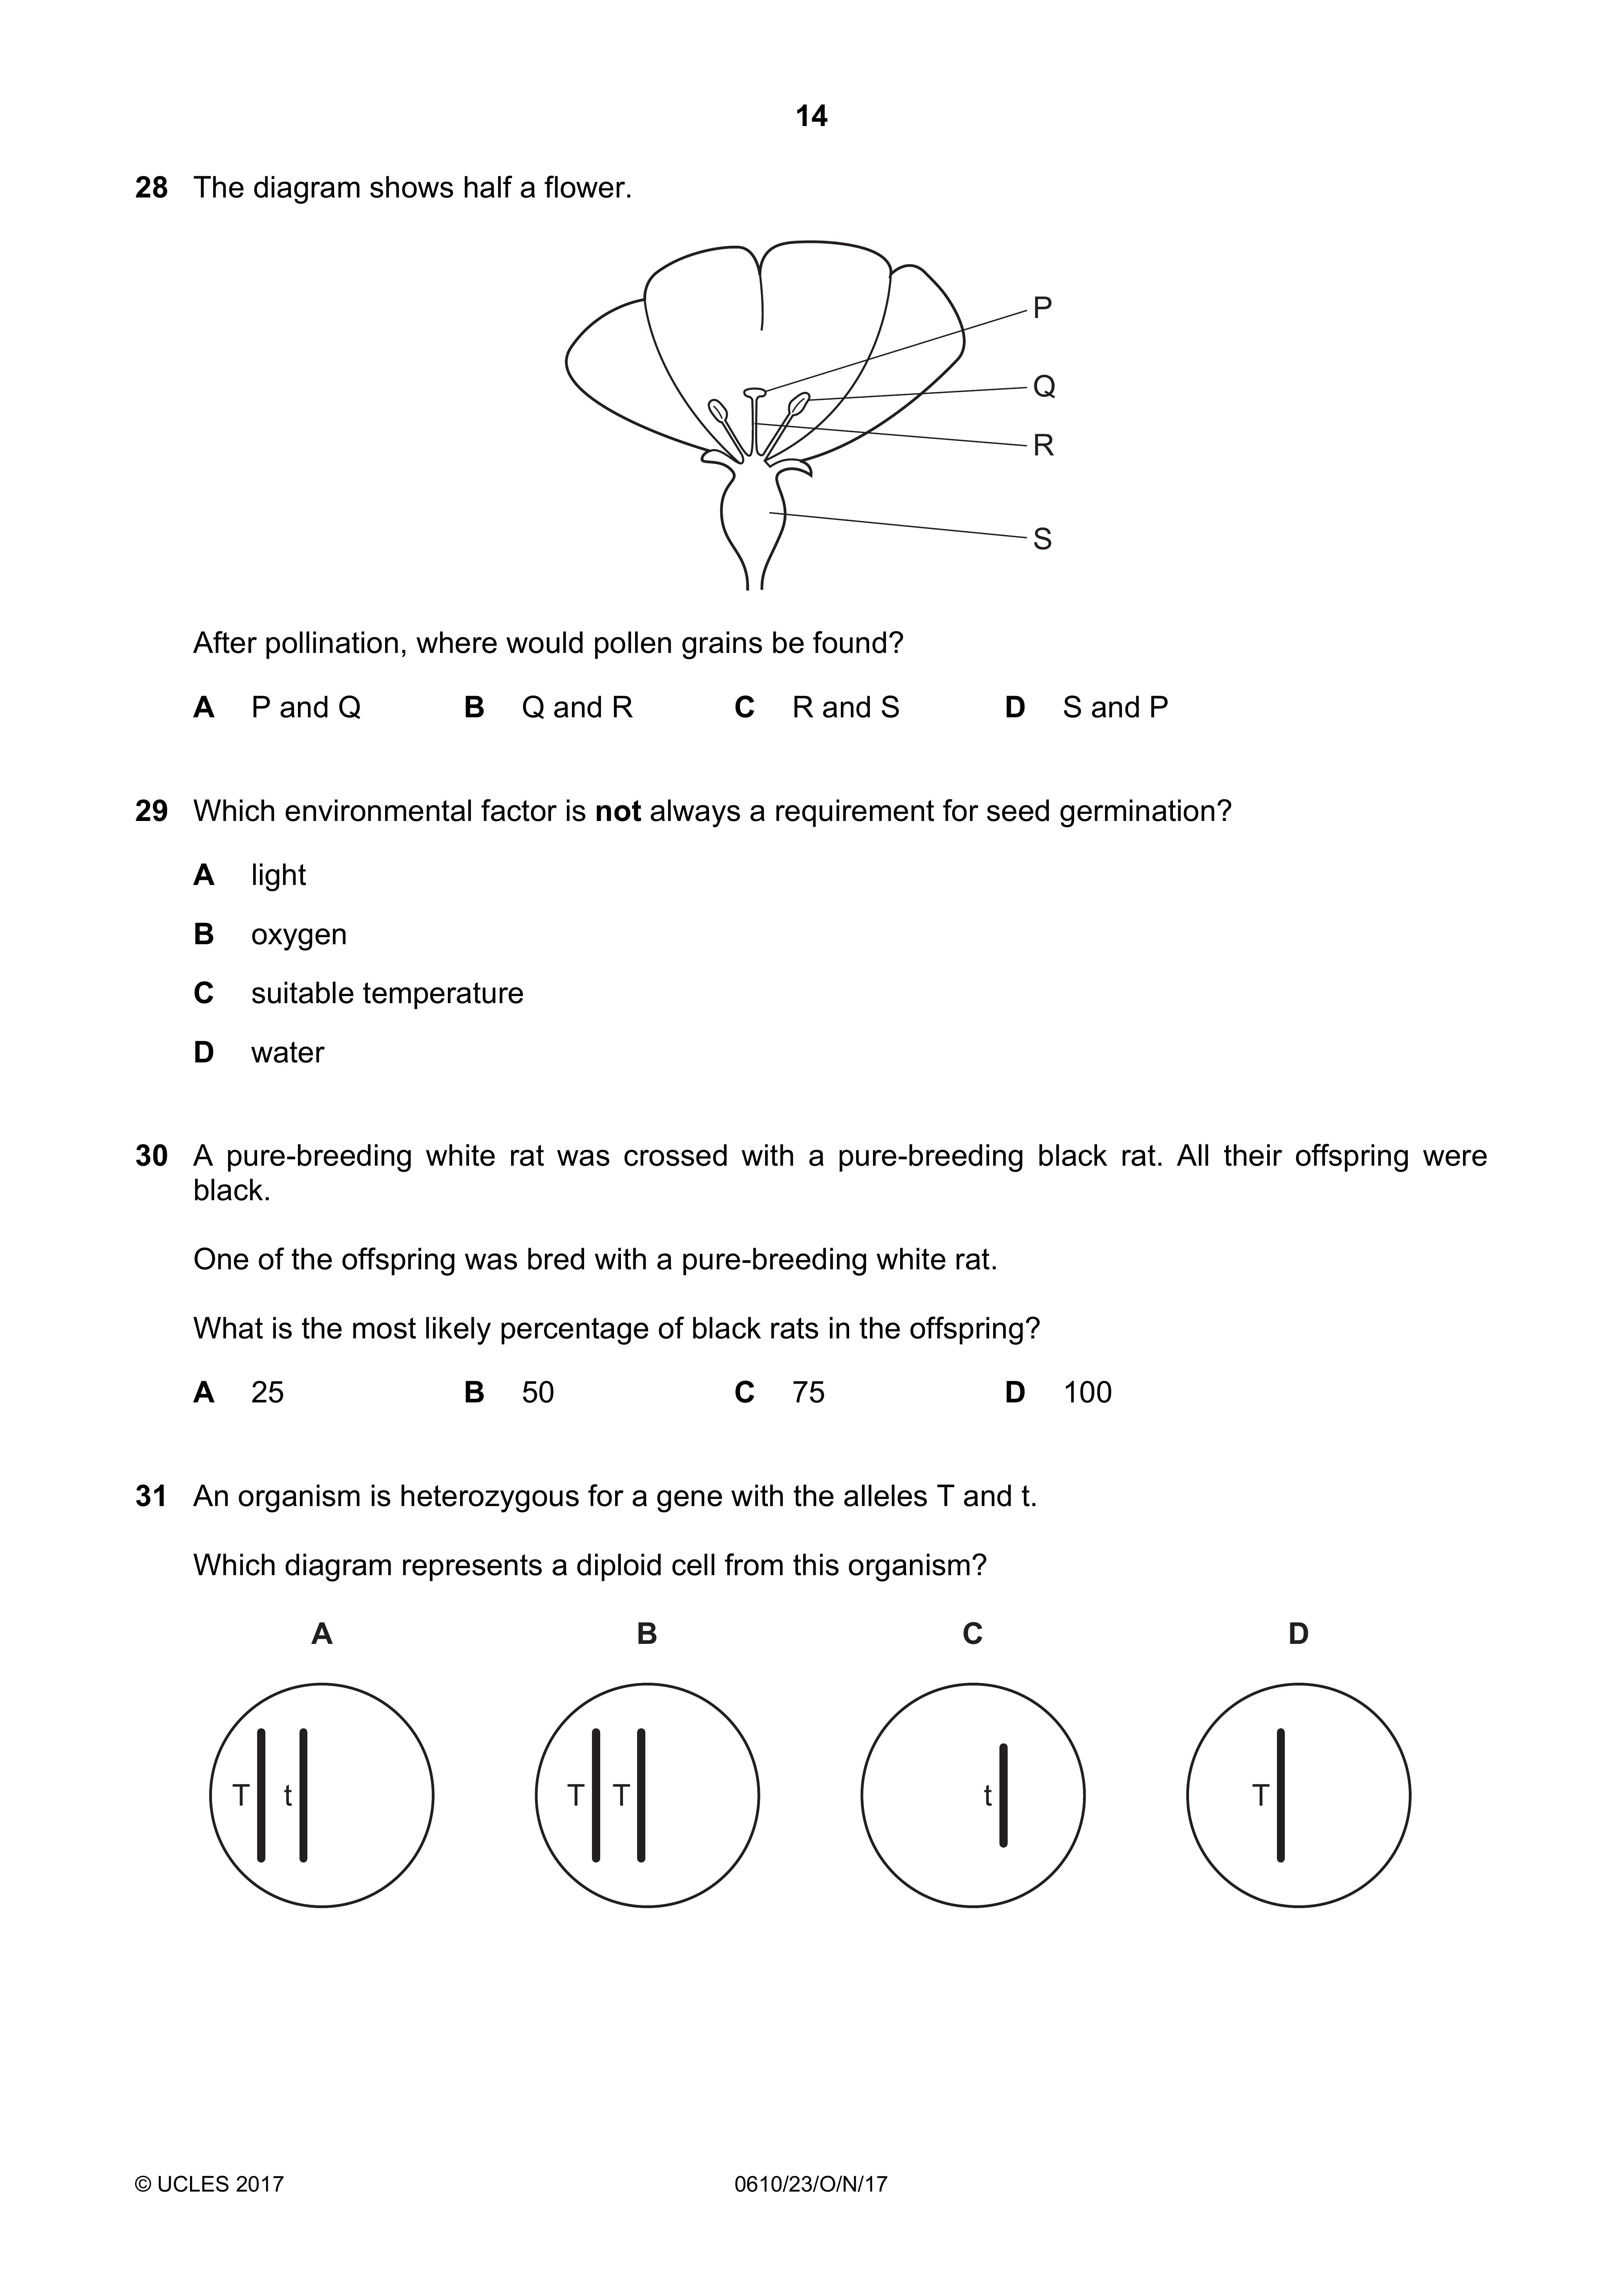 14
28 The diagram shows half a flower.
P
Q
R
S
After pollination, where would pollen grains be found?
A P and Q B Q and R C R and S D S and P
29 Which environmental factor is not always a requirement for seed germination?
A light
B oxygen
C suitable temperature
D water
30 A pure-breeding white rat was crossed with a pure-breeding black rat. All their offspring were
black.
One of the offspring was bred with a pure-breeding white rat.
What is the most likely percentage of black rats in the offspring?
A 25 B 50 C 75 D 100
31 An organism is heterozygous for a gene with the alleles T and t.
Which diagram represents a diploid cell from this organism?
A B C D
T t T T t T
© UCLES 2017 0610/23/O/N/17